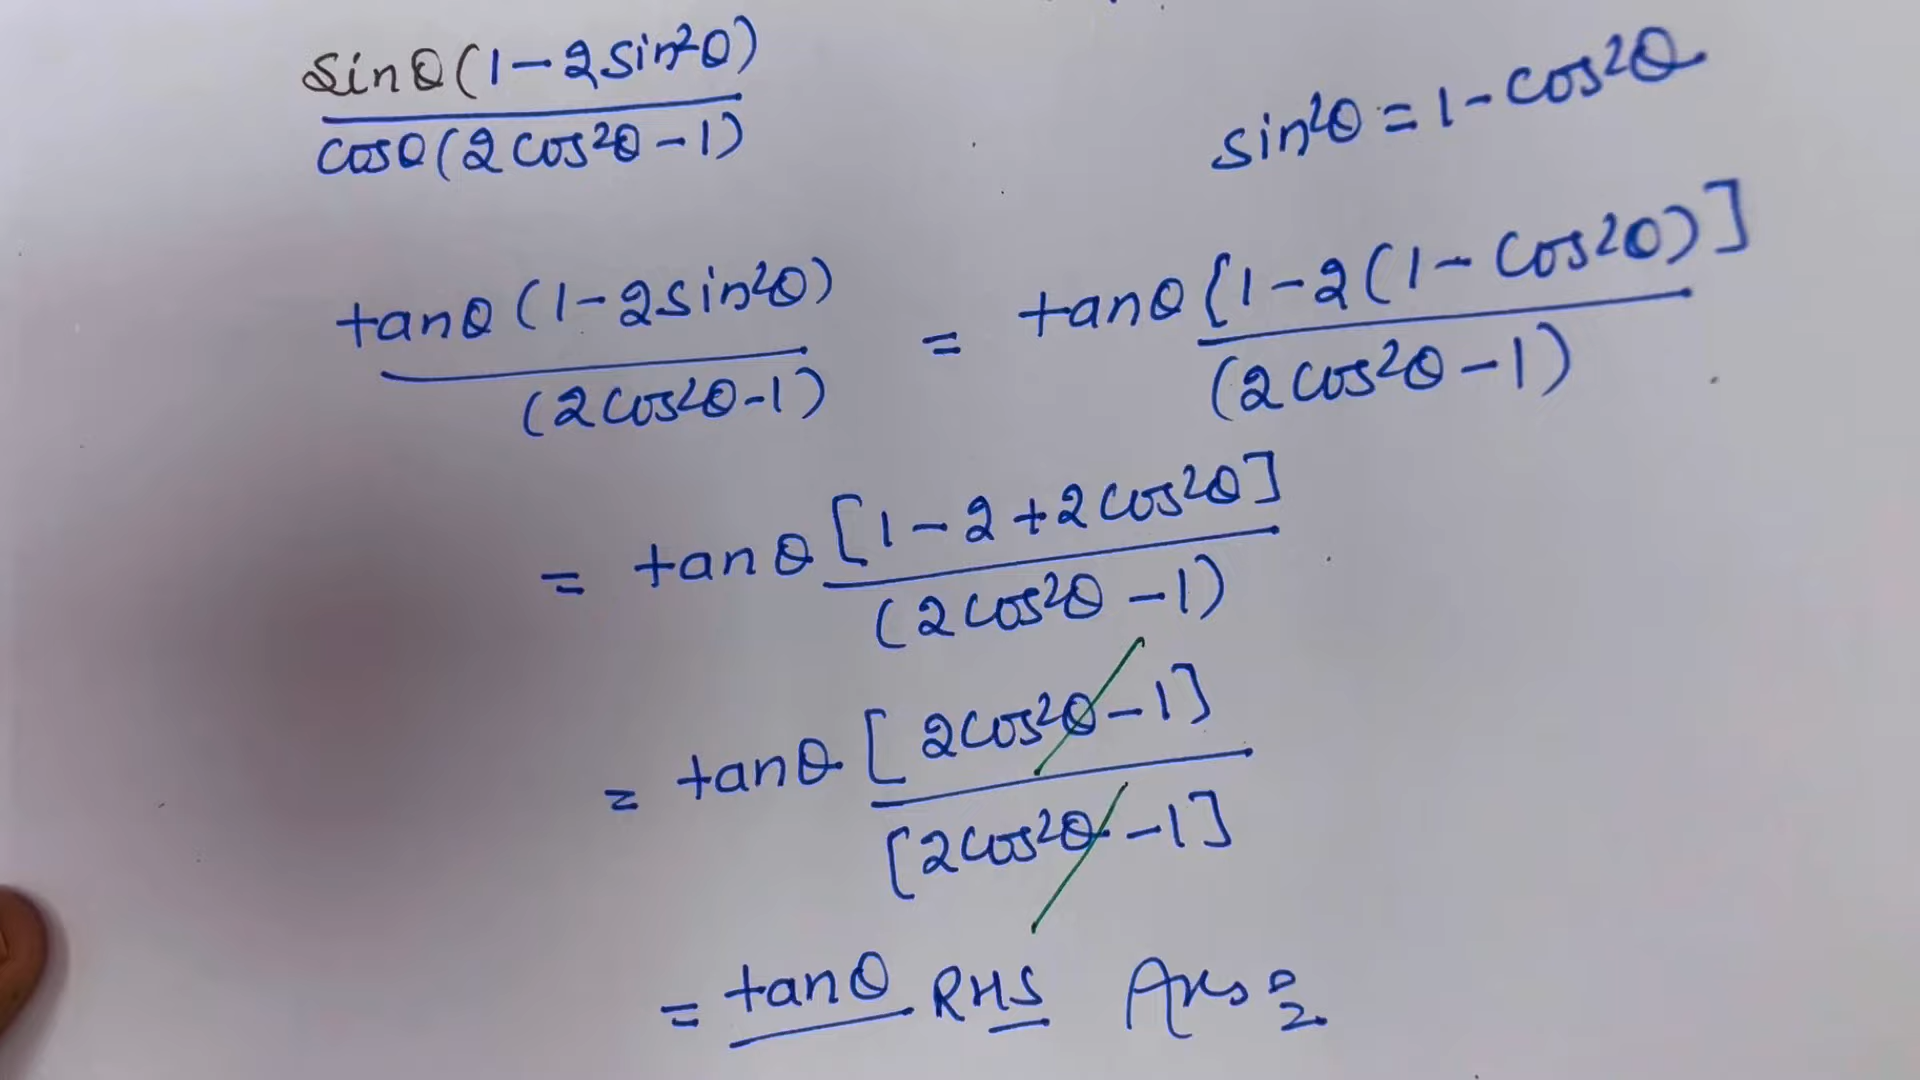 sinθ(1-2sin²θ)
cosθ(2cos²θ-1)
sin²θ = 1-cos²θ
tanθ(1-2sin²θ) = tanθ[1-2(1-cos²θ)]
(2cos²θ-1) (2cos²θ-1)
= tanθ[1-2+2cos²θ]
(2cos²θ-1)
= tanθ[2cos²θ-1]
[2cos²θ-1]
= tanθ RHS Ans